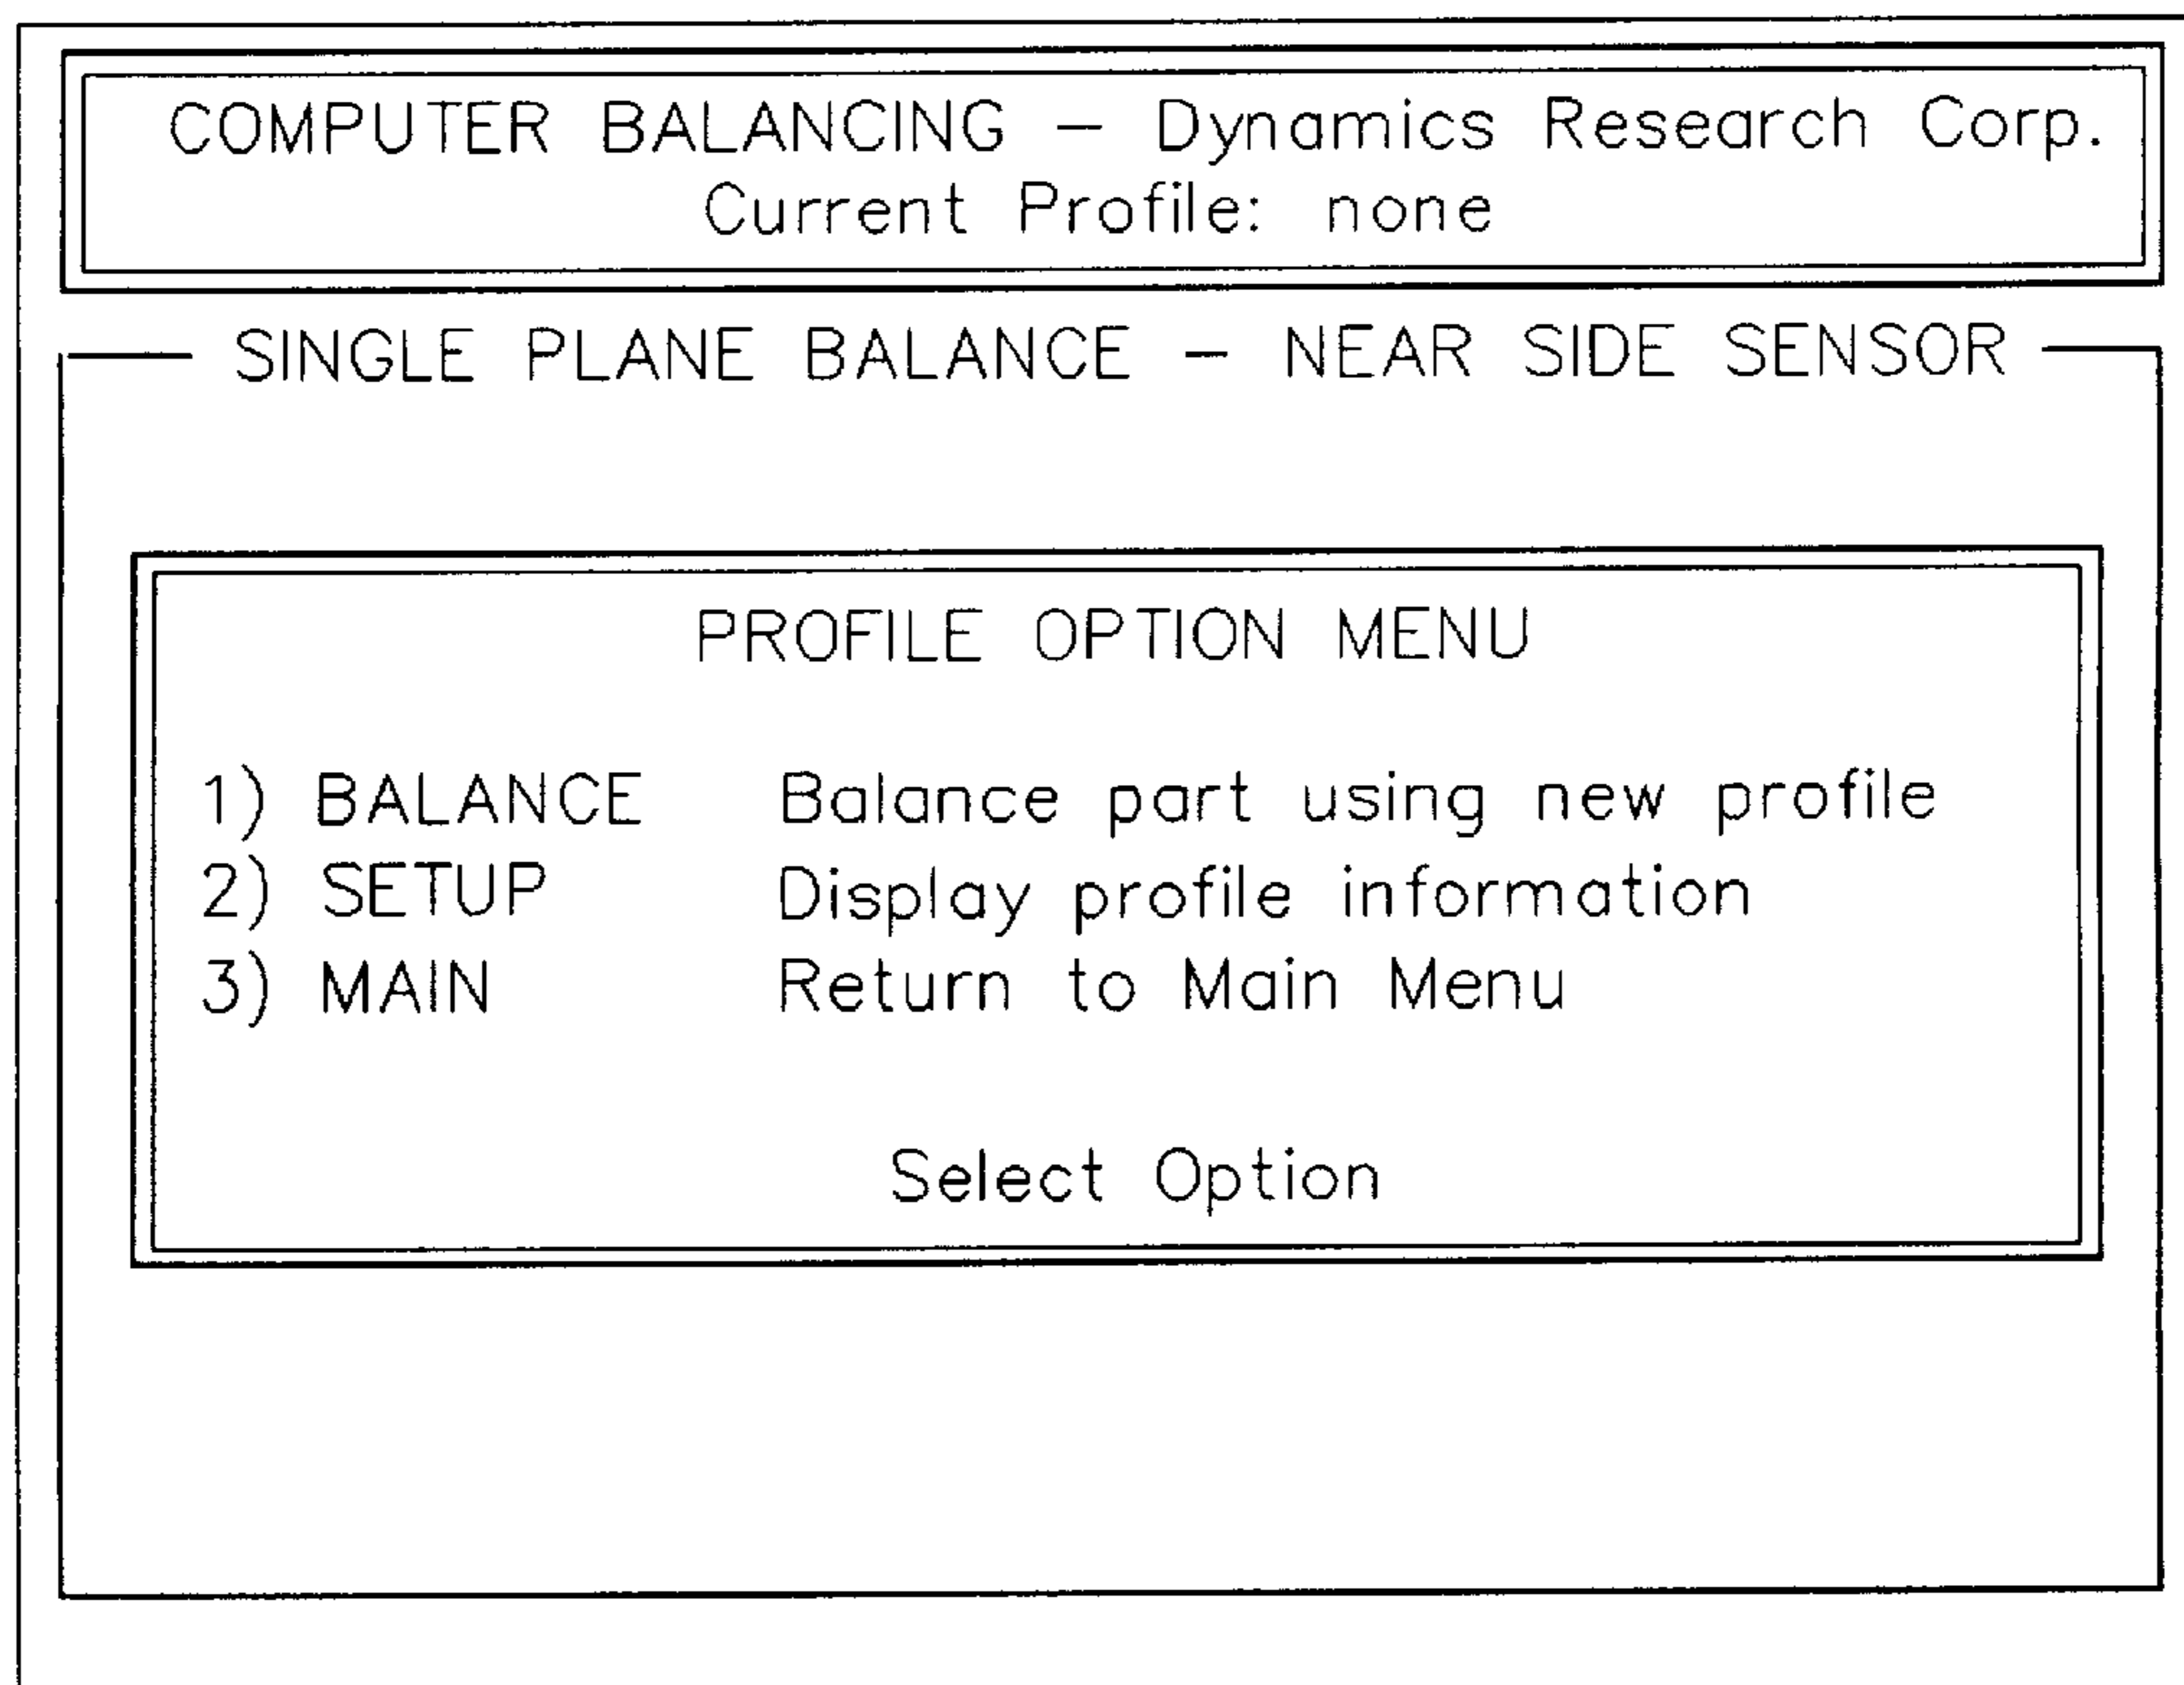 COMPUTER BALANCING – Dynamics Research Corp.
Current Profile: none
SINGLE PLANE BALANCE – NEAR SIDE SENSOR
PROFILE OPTION MENU
1) BALANCE Balance part using new profile
2) SETUP Display profile information
3) MAIN Return to Main Menu
Select Option